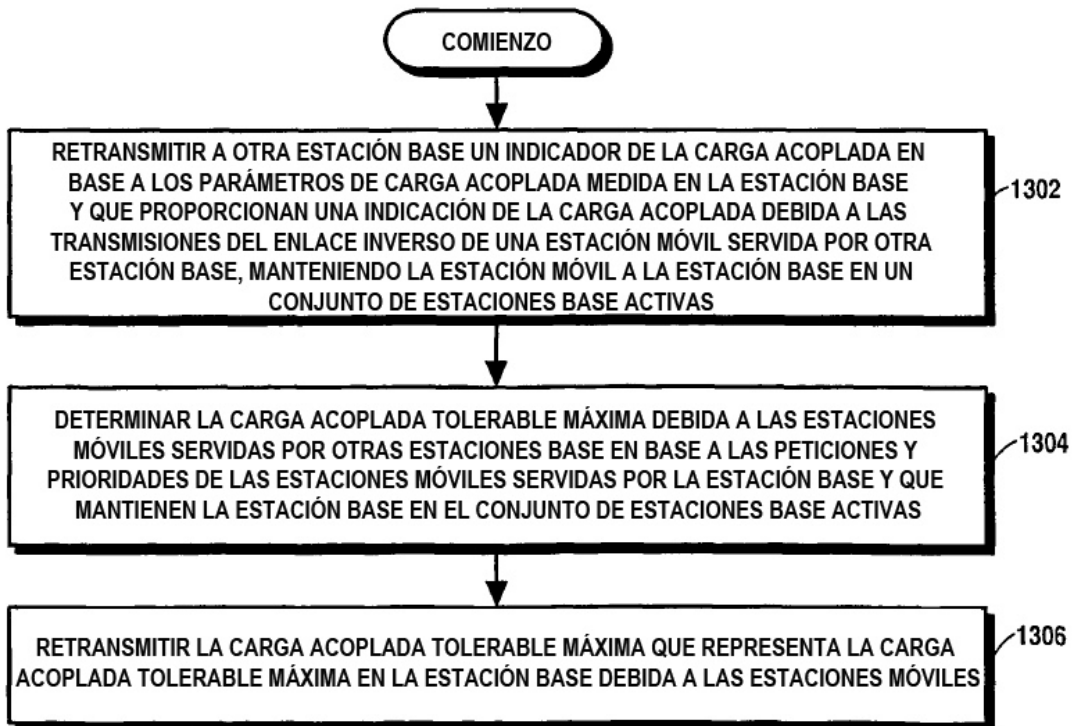 COMIENZO
RETRANSMITIR A OTRA ESTACIÓN BASE UN INDICADOR DE LA CARGA ACOPLADA EN
BASE A LOS PARÁMETROS DE CARGA ACOPLADA MEDIDA EN LA ESTACIÓN BASE
Y QUE PROPORCIONAN UNA INDICACIÓN DE LA CARGA ACOPLADA DEBIDA A LAS
TRANSMISIONES DEL ENLACE INVERSO DE UNA ESTACIÓN MÓVIL SERVIDA POR OTRA
ESTACIÓN BASE, MANTENIENDO LA ESTACIÓN MÓVIL A LA ESTACIÓN BASE EN UN
CONJUNTO DE ESTACIONES BASE ACTIVAS
1302
DETERMINAR LA CARGA ACOPLADA TOLERABLE MÁXIMA DEBIDA A LAS ESTACIONES
MÓVILES SERVIDAS POR OTRAS ESTACIONES BASE EN BASE A LAS PETICIONES Y
PRIORIDADES DE LAS ESTACIONES MÓVILES SERVIDAS POR LA ESTACIÓN BASE Y QUE
MANTIENEN LA ESTACIÓN BASE EN EL CONJUNTO DE ESTACIONES BASE ACTIVAS
1304
RETRANSMITIR LA CARGA ACOPLADA TOLERABLE MÁXIMA QUE REPRESENTA LA CARGA
ACOPLADA TOLERABLE MÁXIMA EN LA ESTACIÓN BASE DEBIDA A LAS ESTACIONES MÓVILES
1306